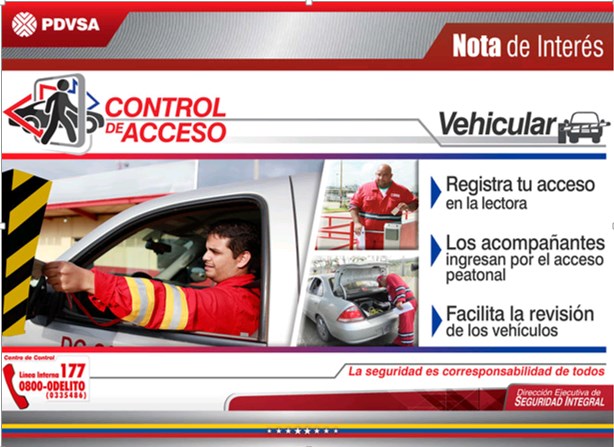 PDVSA
Nota de Interés
CONTROL
DE ACCESO
Vehicular
Registra tu acceso
en la lectora
Los acompañantes
ingresan por el acceso
peatonal
Facilita la revisión
de los vehículos
Centro de Control
Línea Interna 177
0800-0DELITO
(0335486)
La seguridad es corresponsabilidad de todos
Dirección Ejecutiva de
SEGURIDAD INTEGRAL